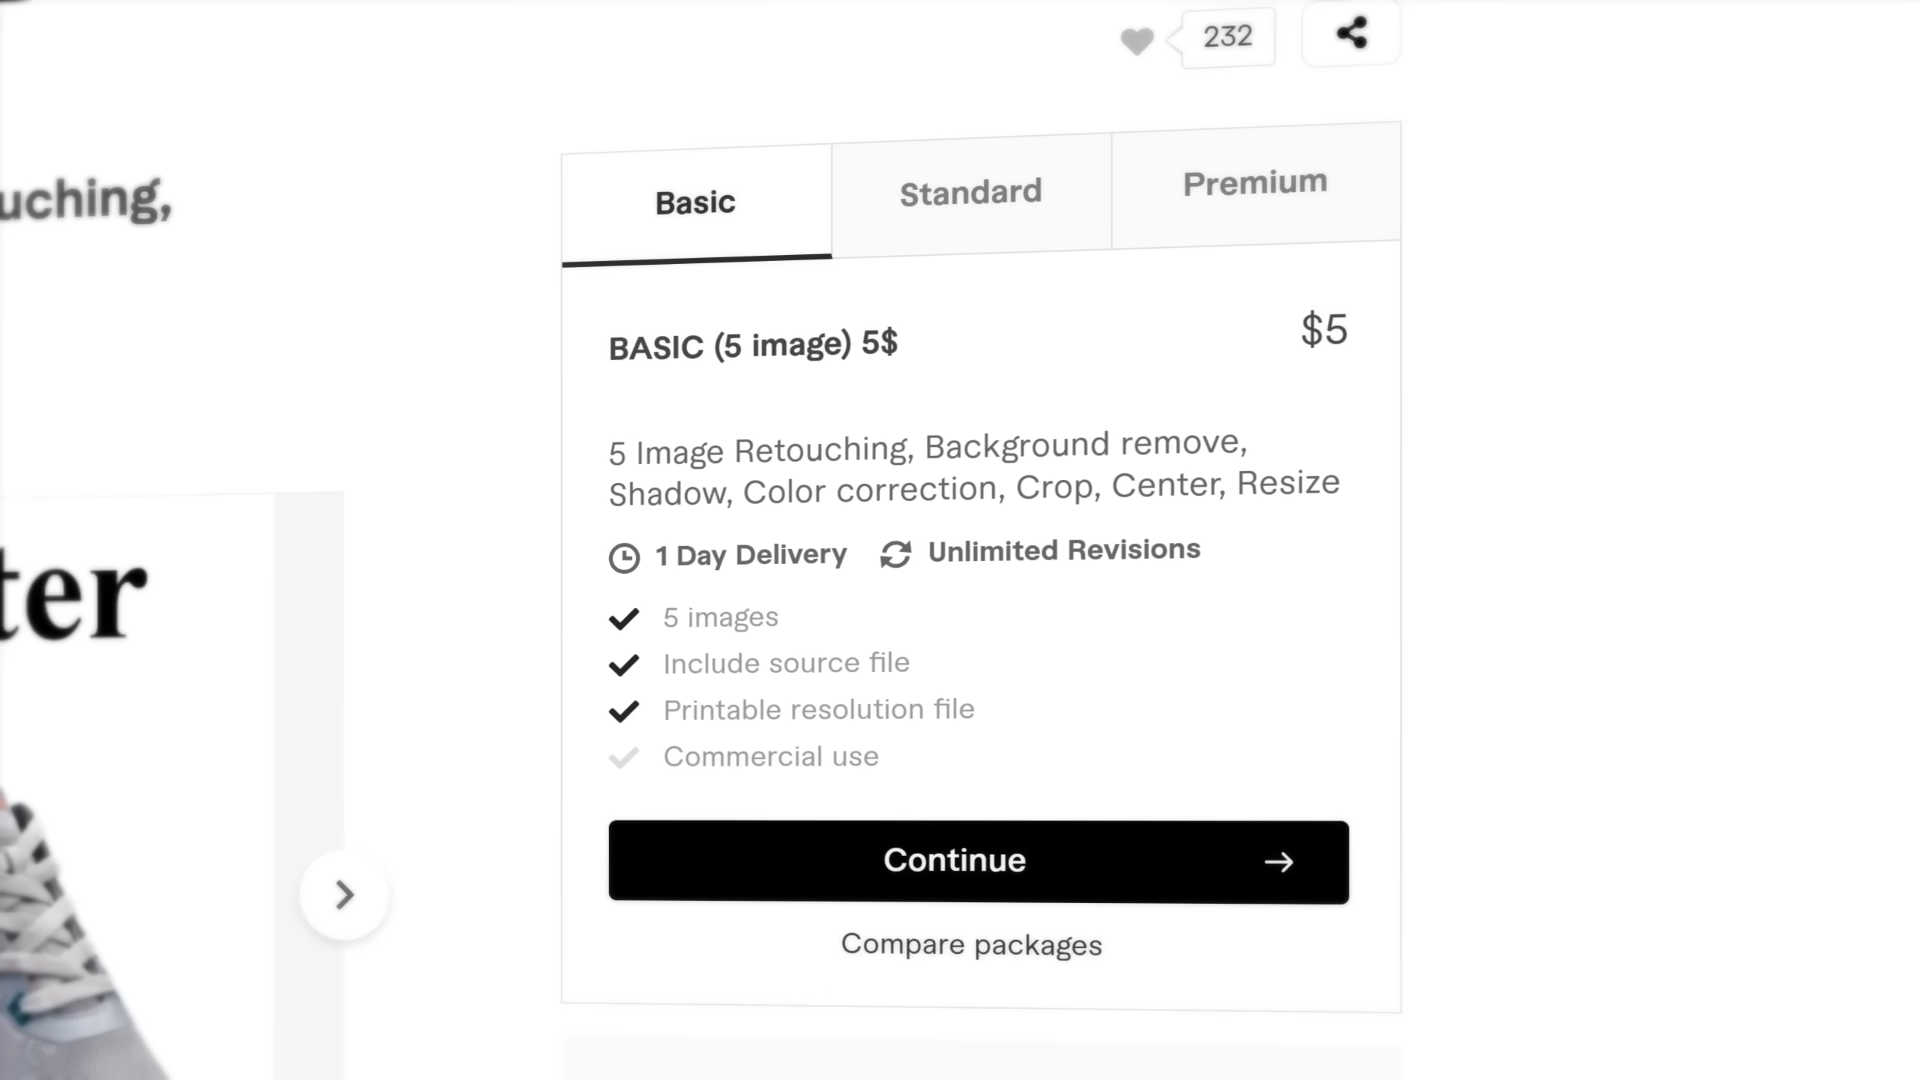 232
uching,
Basic
Standard
Premium
BASIC (5 image) 5$
$5
5 Image Retouching, Background remove,
Shadow, Color correction, Crop, Center, Resize
1 Day Delivery
Unlimited Revisions
5 images
Include source file
Printable resolution file
Commercial use
ter
Continue
Compare packages